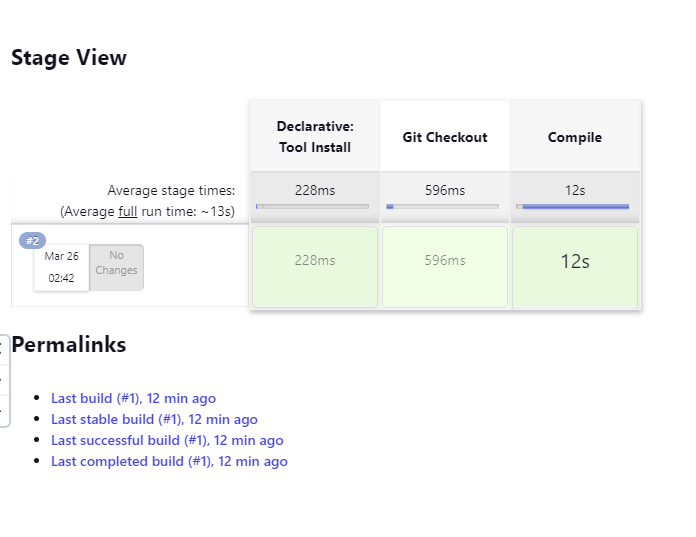 Stage View
Declarative:
Tool Install
Git Checkout
Compile
Average stage times:
(Average full run time: ~13s)
228ms
596ms
12s
#2
Mar 26
02:42
No
Changes
228ms
596ms
12s
Permalinks
Last build (#1), 12 min ago
Last stable build (#1), 12 min ago
Last successful build (#1), 12 min ago
Last completed build (#1), 12 min ago